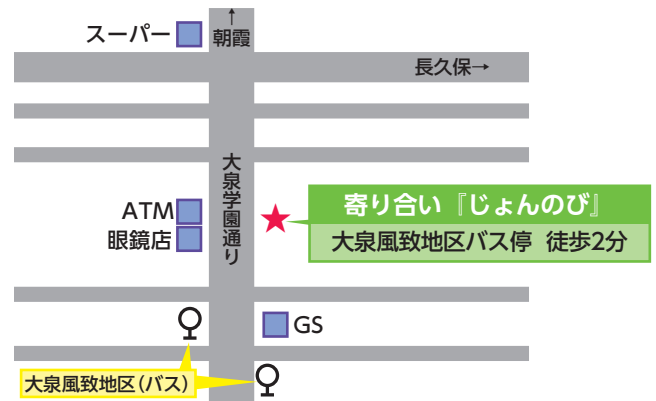 ↑
朝霞
スーパー
長久保→
大泉学園通り
ATM
眼鏡店
寄り合い『じょんのび』
大泉風致地区バス停 徒歩2分
GS
大泉風致地区(バス)